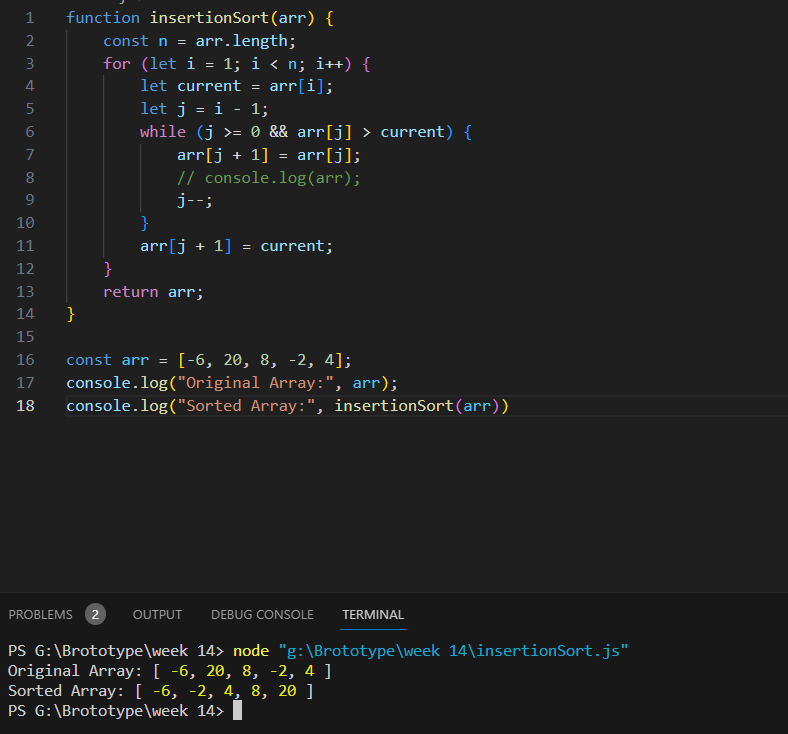 1 function insertionSort(arr) {
2     const n = arr.length;
3     for (let i = 1; i < n; i++) {
4         let current = arr[i];
5         let j = i - 1;
6         while (j >= 0 && arr[j] > current) {
7             arr[j + 1] = arr[j];
8             // console.log(arr);
9             j--;
10         }
11         arr[j + 1] = current;
12     }
13     return arr;
14 }
15
16 const arr = [-6, 20, 8, -2, 4];
17 console.log("Original Array:", arr);
18 console.log("Sorted Array:", insertionSort(arr))
PROBLEMS 2 OUTPUT DEBUG CONSOLE TERMINAL
PS G:\Brototype\week 14> node "g:\Brototype\week 14\insertionSort.js"
Original Array: [ -6, 20, 8, -2, 4 ]
Sorted Array: [ -6, -2, 4, 8, 20 ]
PS G:\Brototype\week 14>